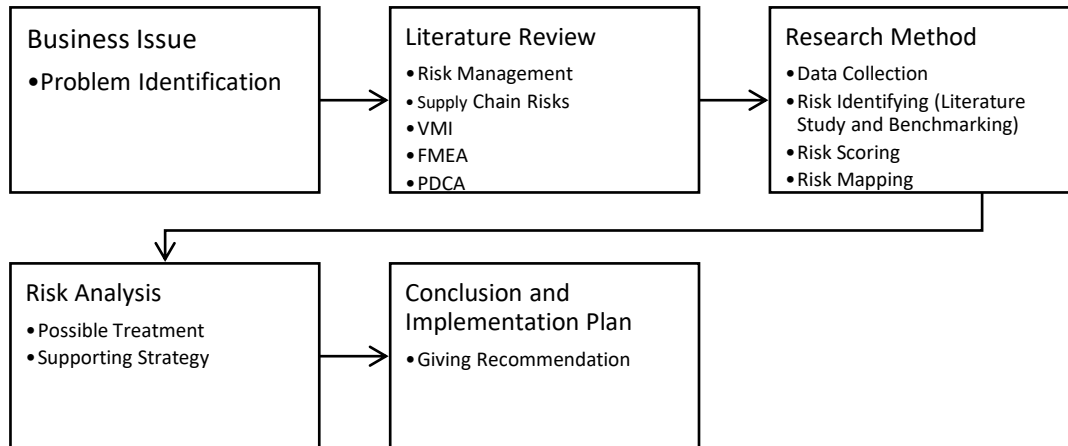 Business Issue
•Problem Identification
Literature Review
•Risk Management
•Supply Chain Risks
•VMI
•FMEA
•PDCA
Research Method
•Data Collection
•Risk Identifying (Literature
Study and Benchmarking)
•Risk Scoring
•Risk Mapping
Risk Analysis
•Possible Treatment
•Supporting Strategy
Conclusion and
Implementation Plan
•Giving Recommendation